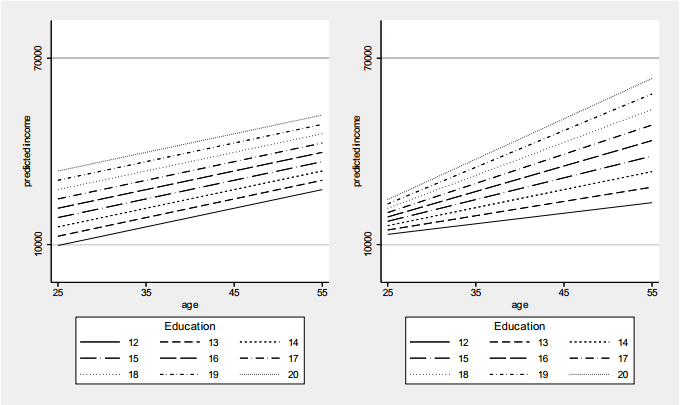 70000
predicted income
10000
25 35 45 55
age
Education
12 13 14
15 16 17
18 19 20
70000
predicted income
10000
25 35 45 55
age
Education
12 13 14
15 16 17
18 19 20